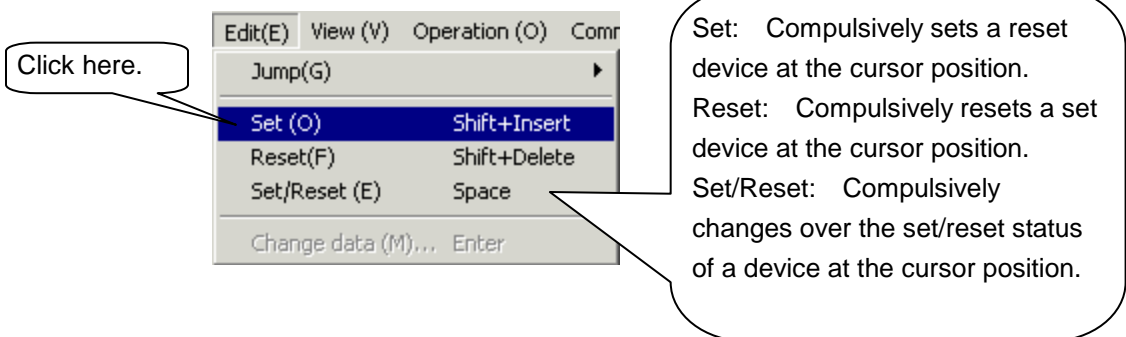 Edit(E) View (V) Operation (O) Comm
Click here.
Jump(G)
Set (O) Shift+Insert
Reset(F) Shift+Delete
Set/Reset (E) Space
Change data (M)... Enter
Set: Compulsively sets a reset
device at the cursor position.
Reset: Compulsively resets a set
device at the cursor position.
Set/Reset: Compulsively
changes over the set/reset status
of a device at the cursor position.